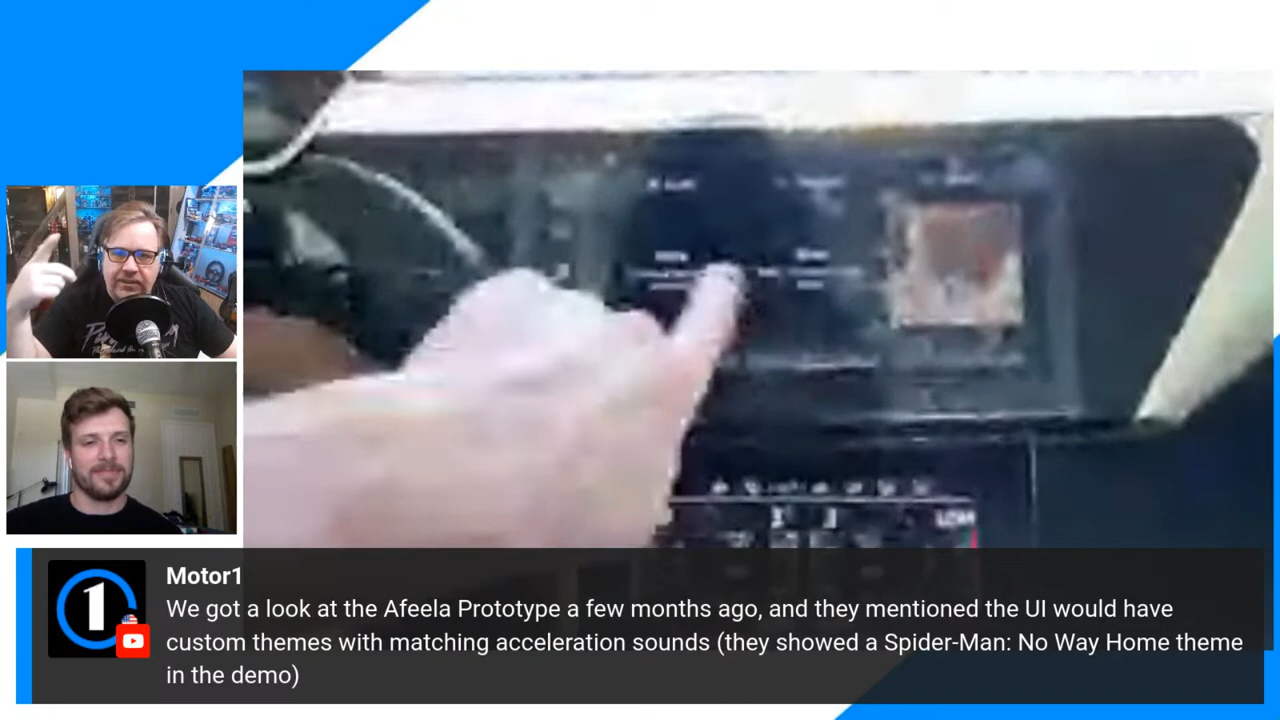 Motor1
We got a look at the Afeela Prototype a few months ago, and they mentioned the UI would have
custom themes with matching acceleration sounds (they showed a Spider-Man: No Way Home theme
in the demo)
1